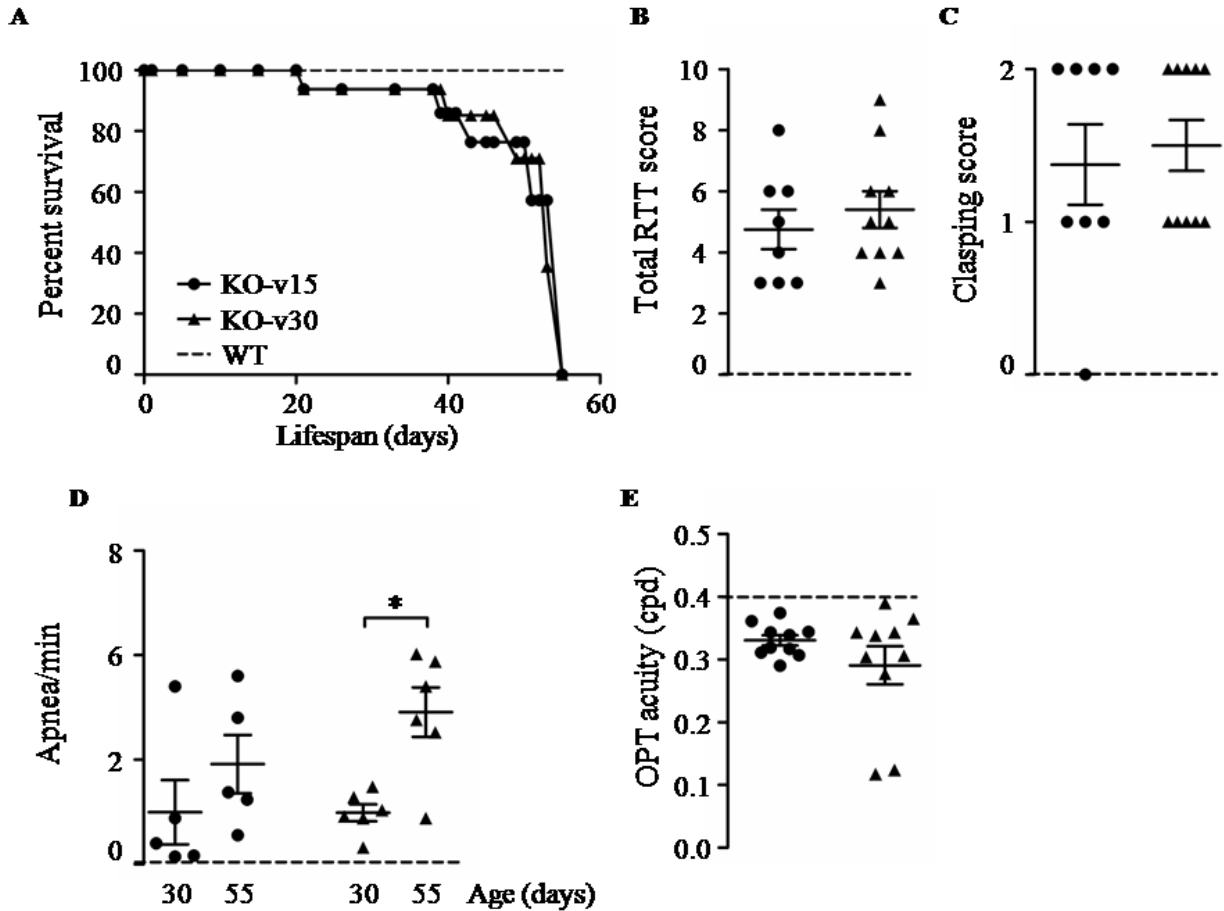 A
Percent survival
100
80
60
40
20
0
KO-v15
KO-v30
WT
0 20 40 60
Lifespan (days)
B
Total RTT score
10
8
6
4
2
0
C
Clasping score
2
1
0
D
Apnea/min
8
6
2
0
*
30 55 30 55 Age (days)
E
OPT acuity (cpd)
0.5
0.4
0.3
0.2
0.1
0.0